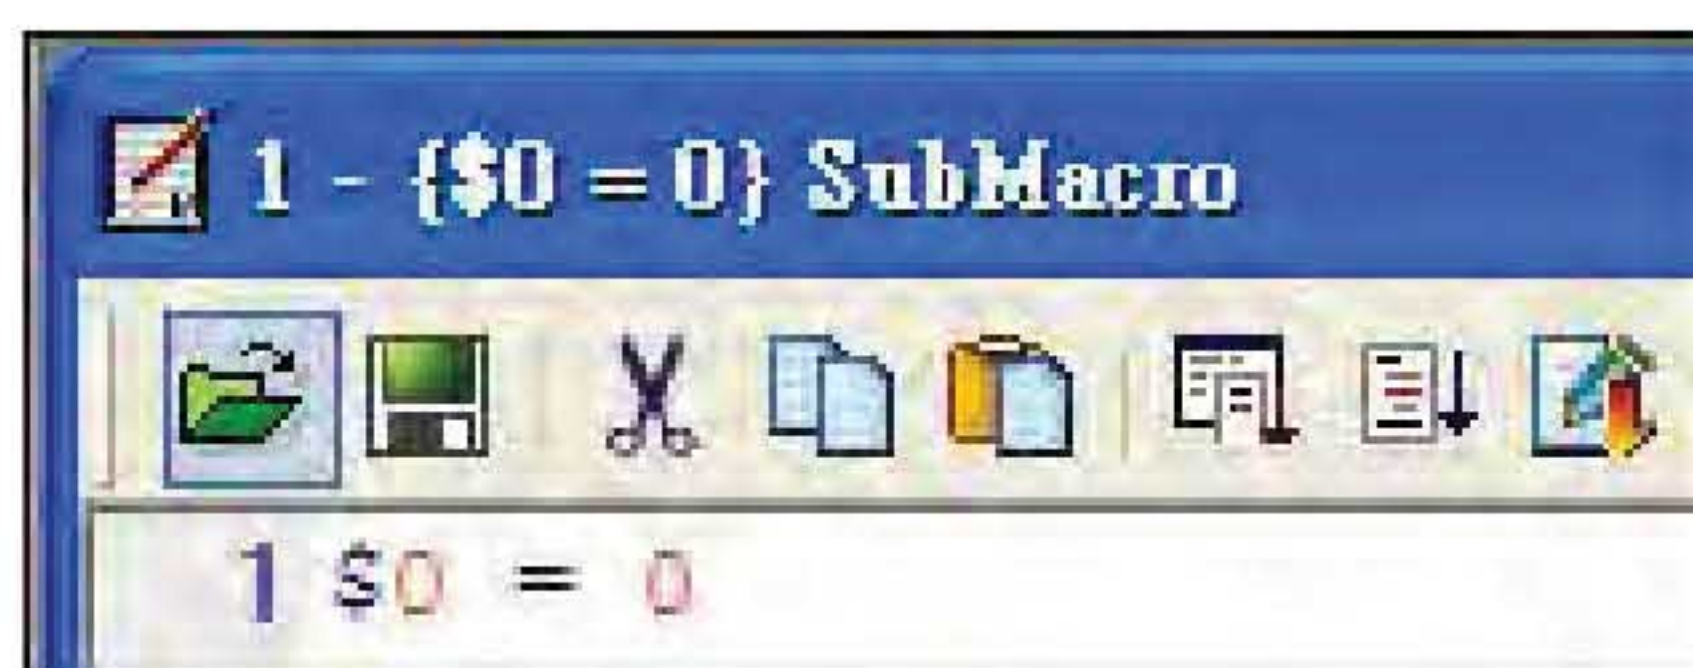 1 - {$0 = 0} SubMacro
1 $0 = 0